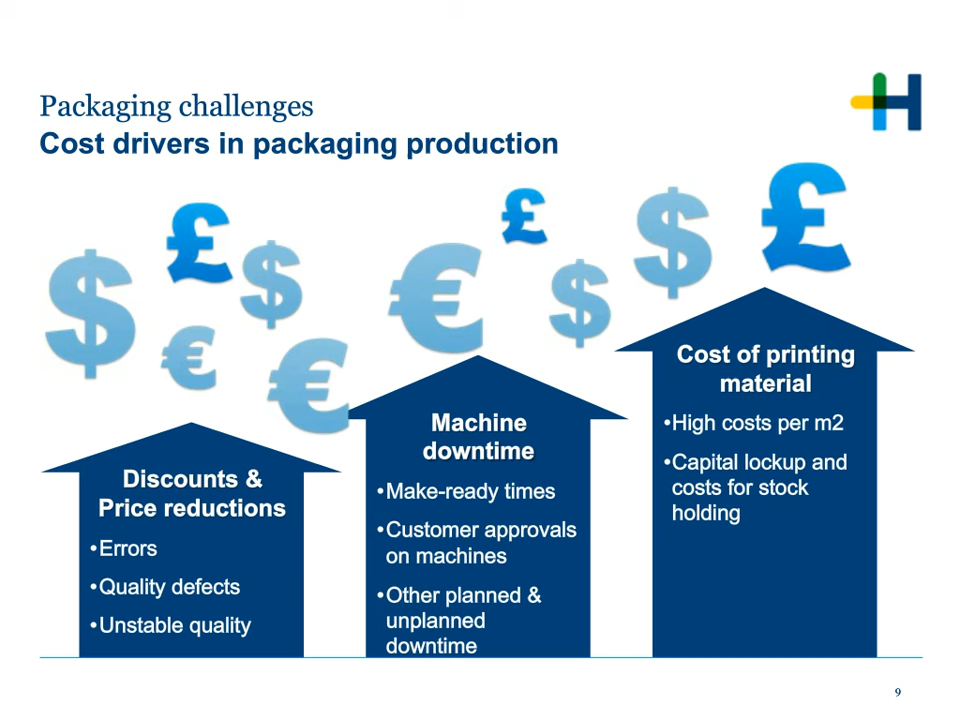 Packaging challenges
Cost drivers in packaging production
$ £ $ € € € £ $ $ £
Discounts &
Price reductions
•Errors
•Quality defects
•Unstable quality
Machine
downtime
•Make-ready times
•Customer approvals
on machines
•Other planned &
unplanned
downtime
Cost of printing
material
•High costs per m2
•Capital lockup and
costs for stock
holding
9